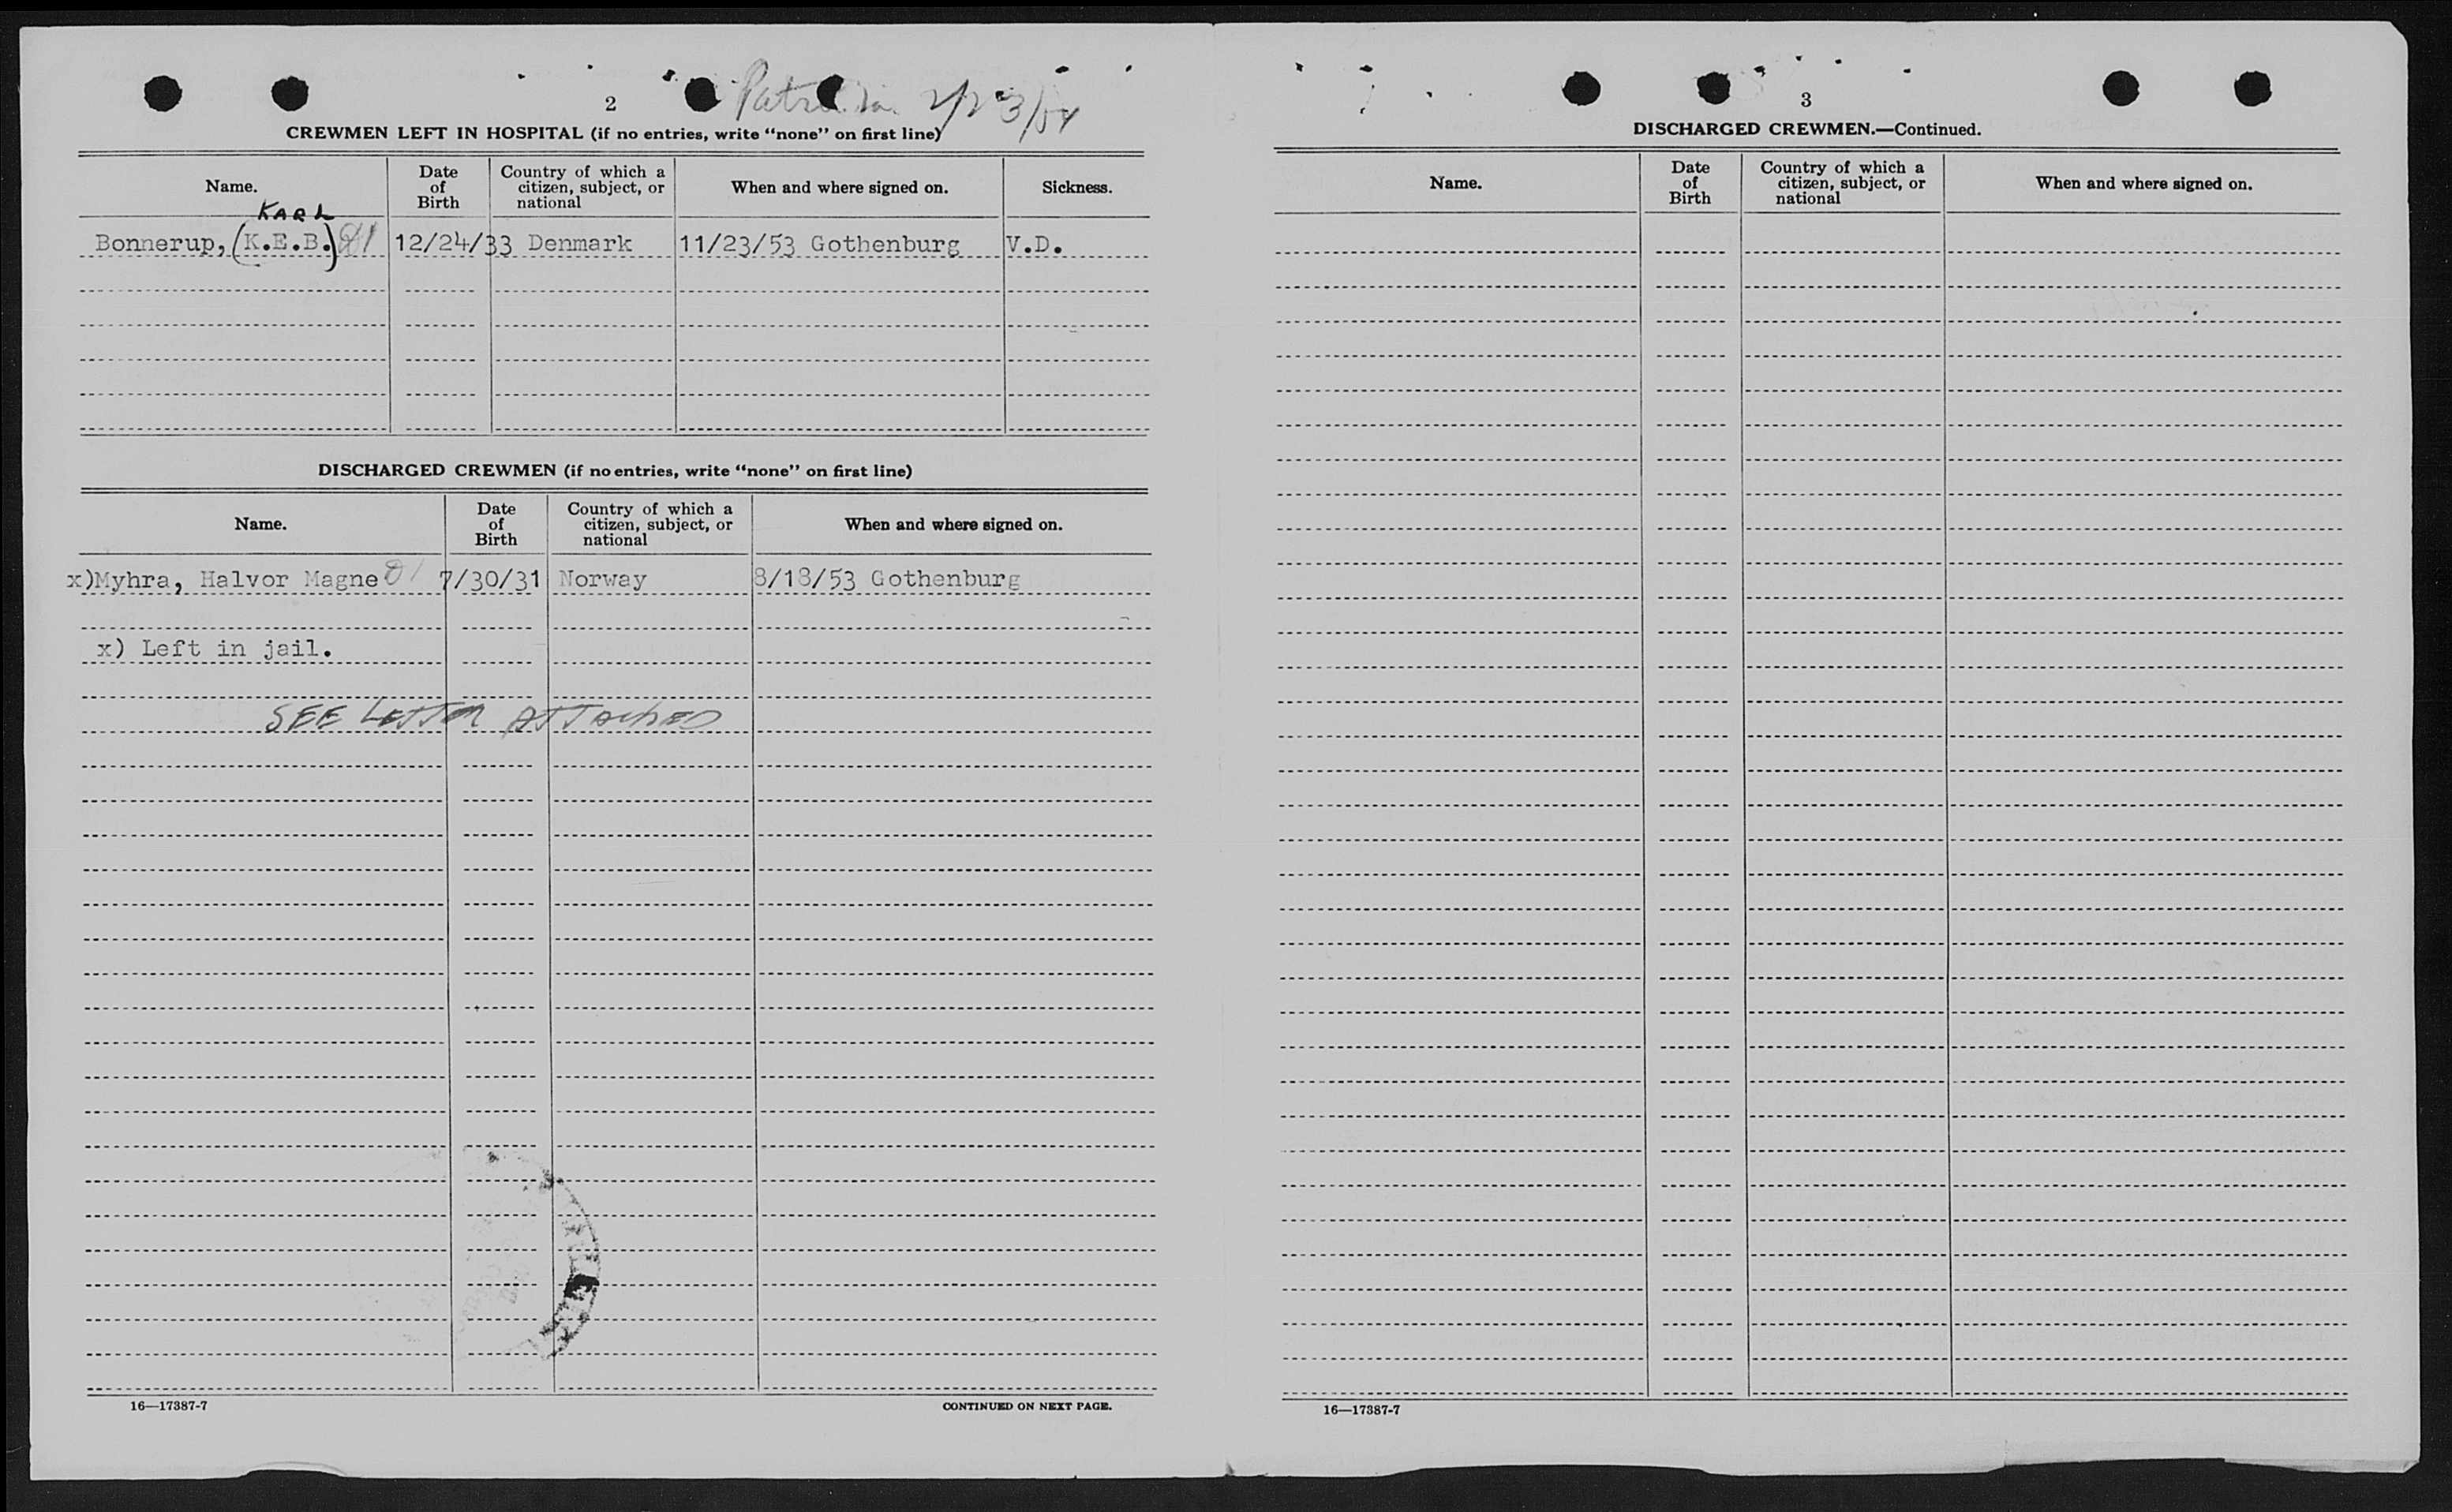 2
3/54
CREWMEN LEFT IN HOSPITAL (if no entries, write “none” on first line)
Name.
Date of Birth
Country of which a citizen, subject, or national
When and where signed on.
Sickness.
KARL
Bonnerup, (K.E.B.) 12/24/33 Denmark 11/23/53 Gothenburg V.D.
DISCHARGED CREWMEN (if no entries, write “none” on first line)
Name.
Date of Birth
Country of which a citizen, subject, or national
When and where signed on.
x)Myhra, Halvor Magne 7/30/31 Norway 8/18/53 Gothenburg
x) Left in jail.
SEE LETTER ATTACHED
16—17387-7
CONTINUED ON NEXT PAGE.
3
DISCHARGED CREWMEN.—Continued.
Name.
Date of Birth
Country of which a citizen, subject, or national
When and where signed on.
16—17387-7